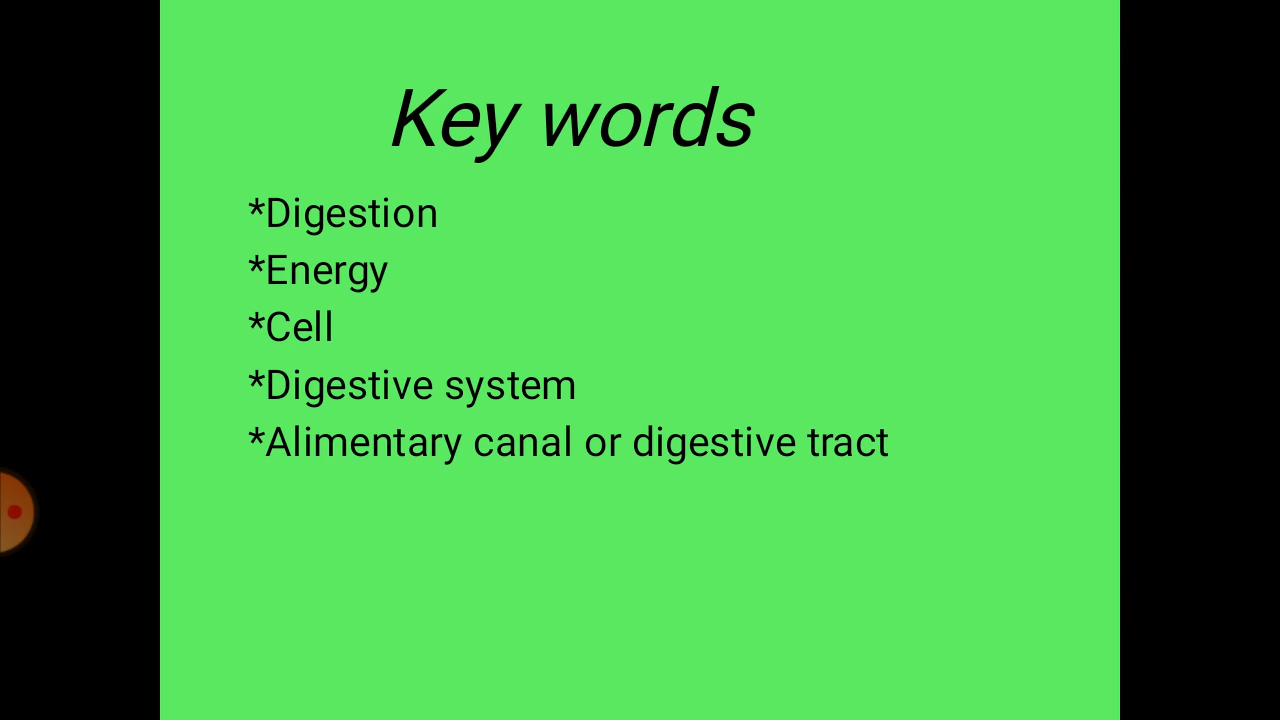 Key words
*Digestion
*Energy
*Cell
*Digestive system
*Alimentary canal or digestive tract